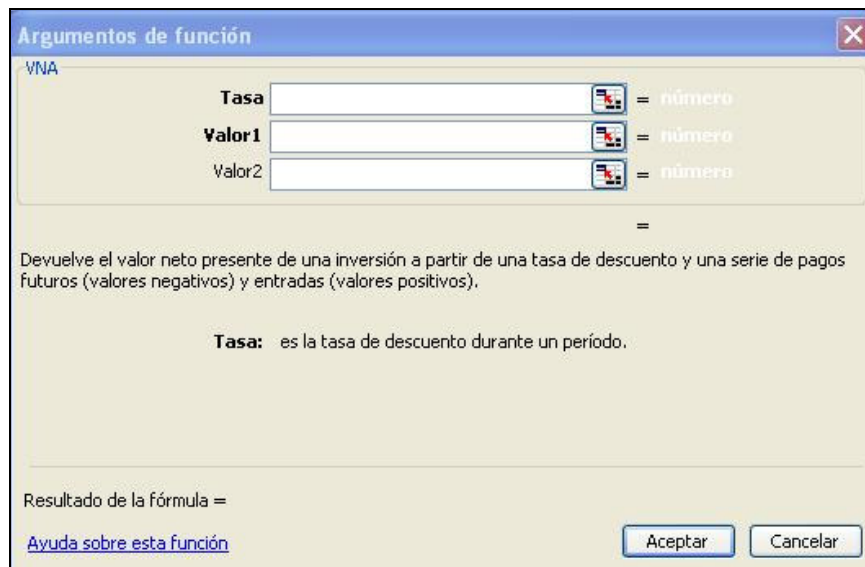 Argumentos de función
VNA
Tasa = número
Valor1 = número
Valor2 = número
=
Devuelve el valor neto presente de una inversión a partir de una tasa de descuento y una serie de pagos
futuros (valores negativos) y entradas (valores positivos).
Tasa: es la tasa de descuento durante un período.
Resultado de la fórmula =
Ayuda sobre esta función
Aceptar Cancelar